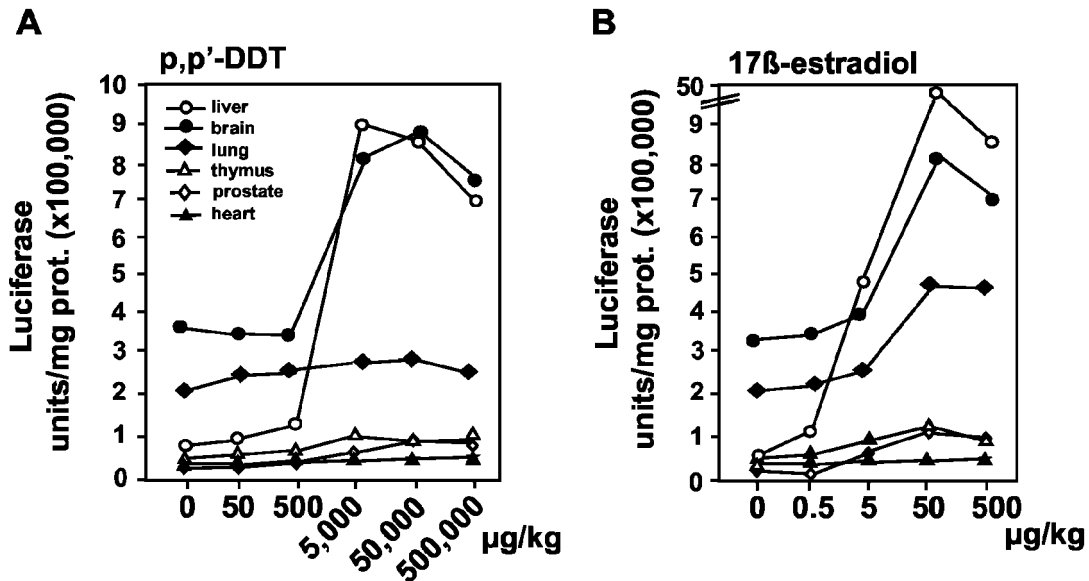 A
p,p'-DDT
Luciferase
units/mg prot. (x100,000)
10
9
8
7
6
5
4
3
2
1
0
liver
brain
lung
thymus
prostate
heart
0 50 500 5,000 50,000 500,000 µg/kg
B
17ß-estradiol
Luciferase
units/mg prot. (x100,000)
50
9
8
7
6
5
4
3
2
1
0
0 0.5 5 50 500
µg/kg